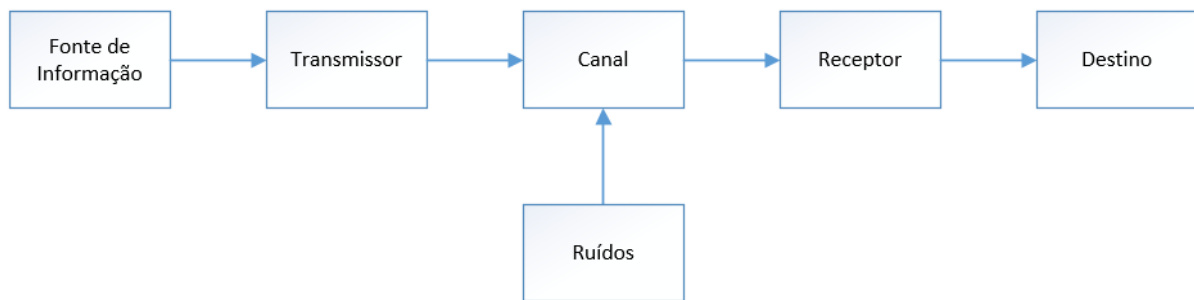 Fonte de
Informação
Transmissor
Canal
Receptor
Destino
Ruídos